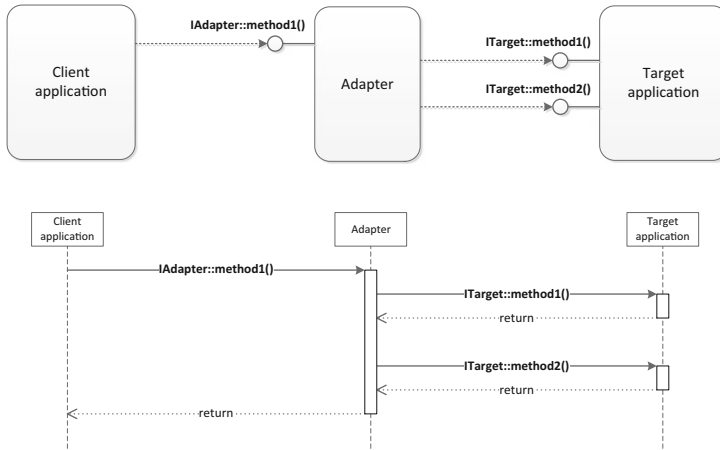 IAdapter::method1()
Client
application
Adapter
ITarget::method1()
ITarget::method2()
Target
application
Client
application
Adapter
Target
application
IAdapter::method1()
ITarget::method1()
return
ITarget::method2()
return
return